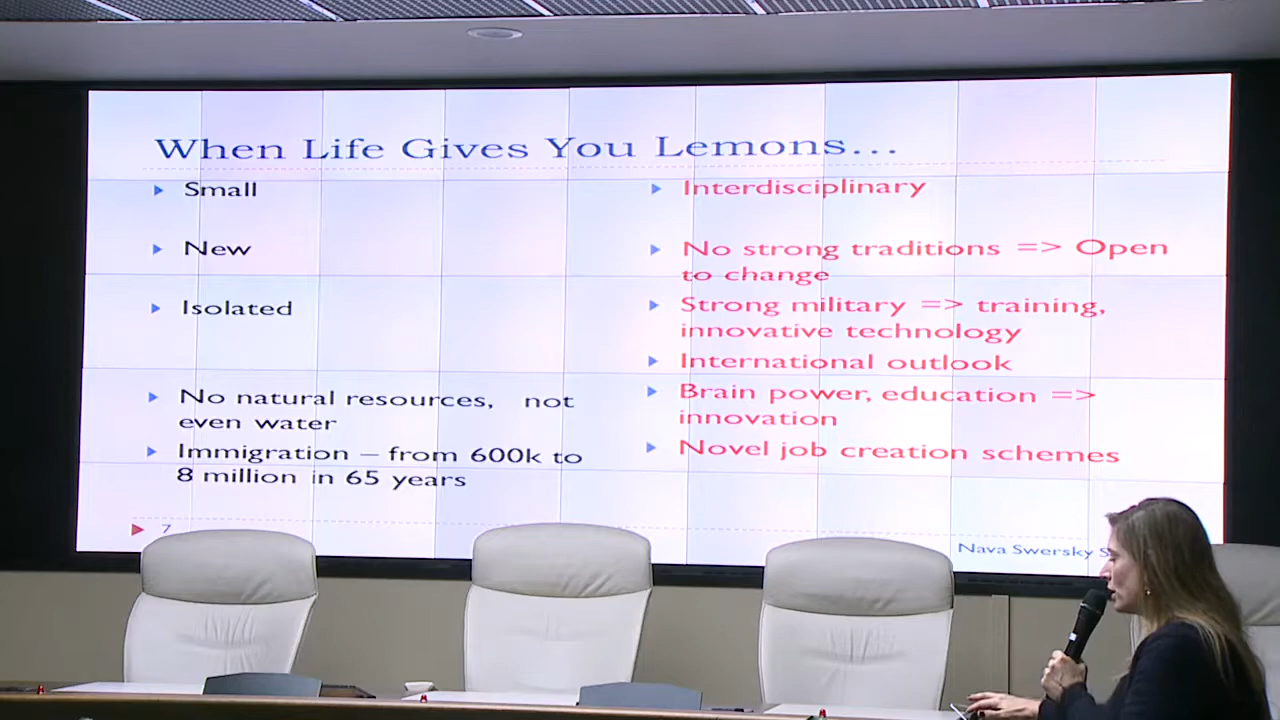 When Life Gives You Lemons...
Small
New
Isolated
No natural resources, not
even water
Immigration – from 600k to
8 million in 65 years
Interdisciplinary
No strong traditions => Open
to change
Strong military => training,
innovative technology
International outlook
Brain power, education =>
innovation
Novel job creation schemes
7
Nava Swersky